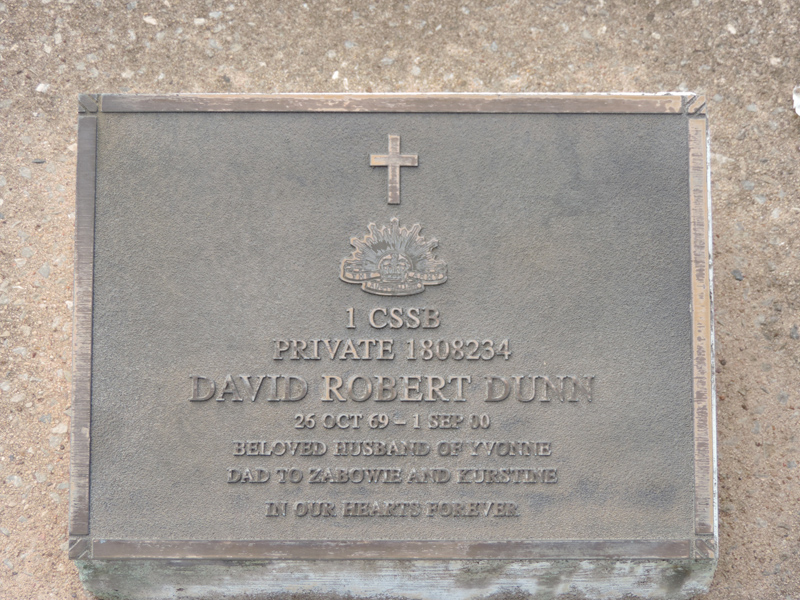 1 CSSB
PRIVATE 1808234
DAVID ROBERT DUNN
26 OCT 69 – 1 SEP 00
BELOVED HUSBAND OF YVONNE
DAD TO ZABOWIE AND KURSTINE
IN OUR HEARTS FOREVER